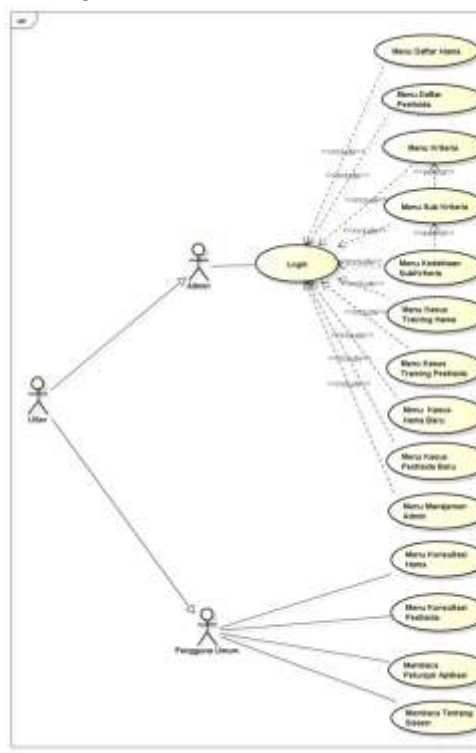 Menu Daftar Hama
Menu Daftar
Pestisida
Menu Kriteria
Menu Sub Kriteria
Login
Admin
Menu Kedekatan
SubKriteria
Menu Kasus
Training Hama
Menu Kasus
Training Pestisida
User
Menu Kasus
Hama Baru
Menu Kasus
Pestisida Baru
Menu Manajemen
Admin
Menu Konsultasi
Hama
Menu Konsultasi
Pestisida
Pengguna Umum
Membaca
Petunjuk Aplikasi
Membaca Tentang
Sistem